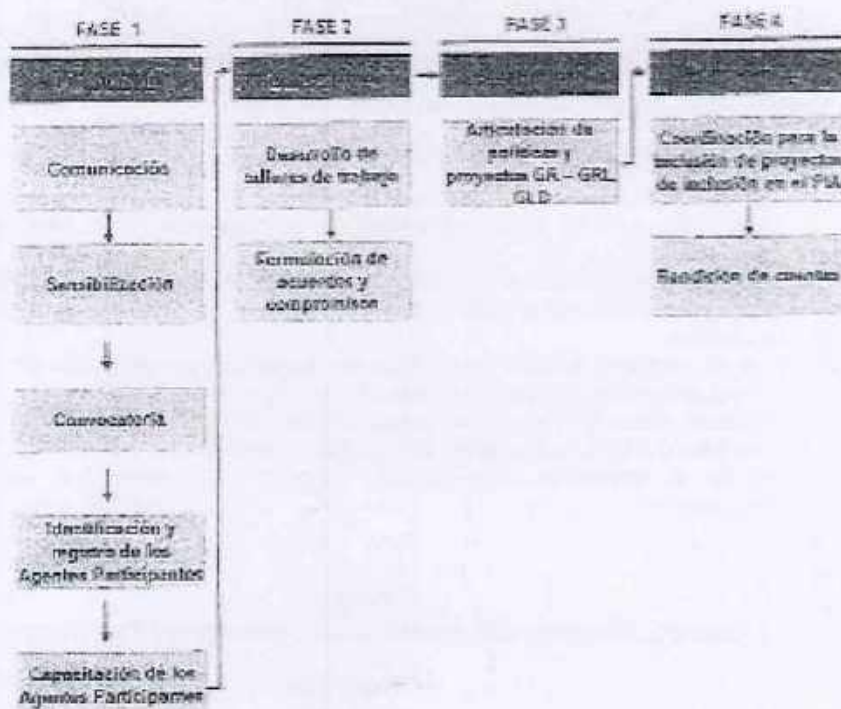 FASE 1
Comunicación
Sensibilización
Convocatoria
Identificación y
registro de los
Agentes Participantes
Capacitación de los
Agentes Participantes
FASE 2
Desarrollo de
talleres de trabajo
Formulación de
acuerdos y
compromisos
FASE 3
Articulación de
políticas y
proyectos GR – GRL
GLD
FASE 4
Coordinación para la
inclusión de proyectos
de inclusión en el PIA
Rendición de cuentas